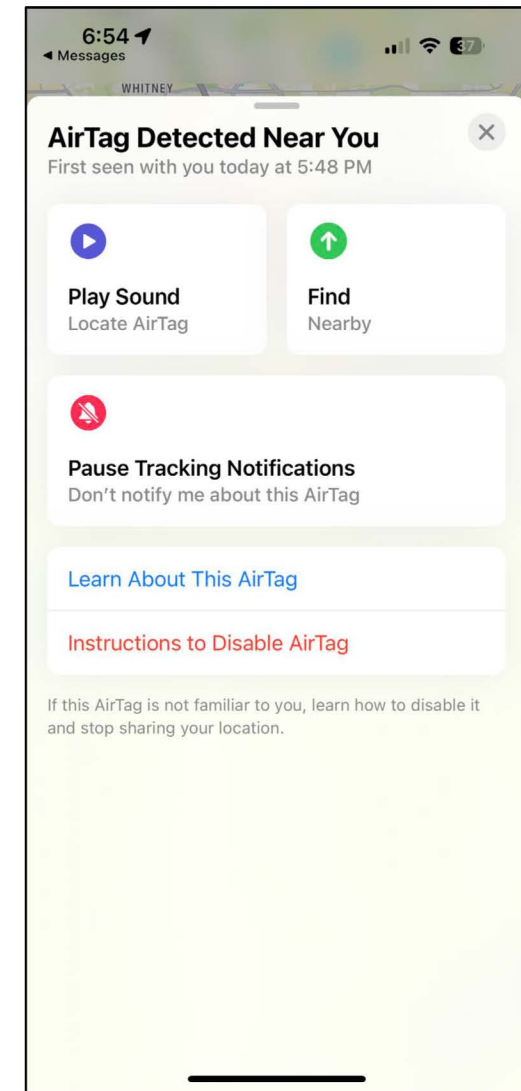 6:54
37
◀ Messages
WHITNEY
AirTag Detected Near You
First seen with you today at 5:48 PM
Play Sound
Locate AirTag
Find
Nearby
Pause Tracking Notifications
Don't notify me about this AirTag
Learn About This AirTag
Instructions to Disable AirTag
If this AirTag is not familiar to you, learn how to disable it
and stop sharing your location.